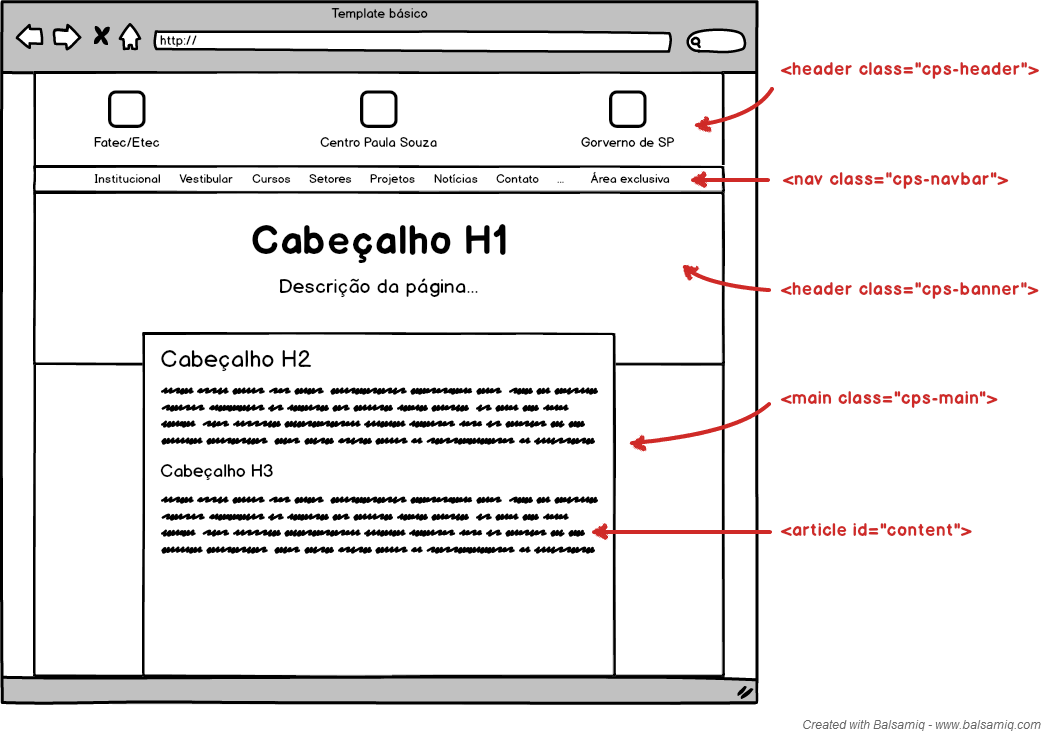 Template básico
http://
<header class="cps-header">
Fatec/Etec Centro Paula Souza Gorverno de SP
Institucional Vestibular Cursos Setores Projetos Notícias Contato ... Área exclusiva
<nav class="cps-navbar">
Cabeçalho H1
Descrição da página...
<header class="cps-banner">
Cabeçalho H2
<main class="cps-main">
Cabeçalho H3
<article id="content">
Created with Balsamiq - www.balsamiq.com